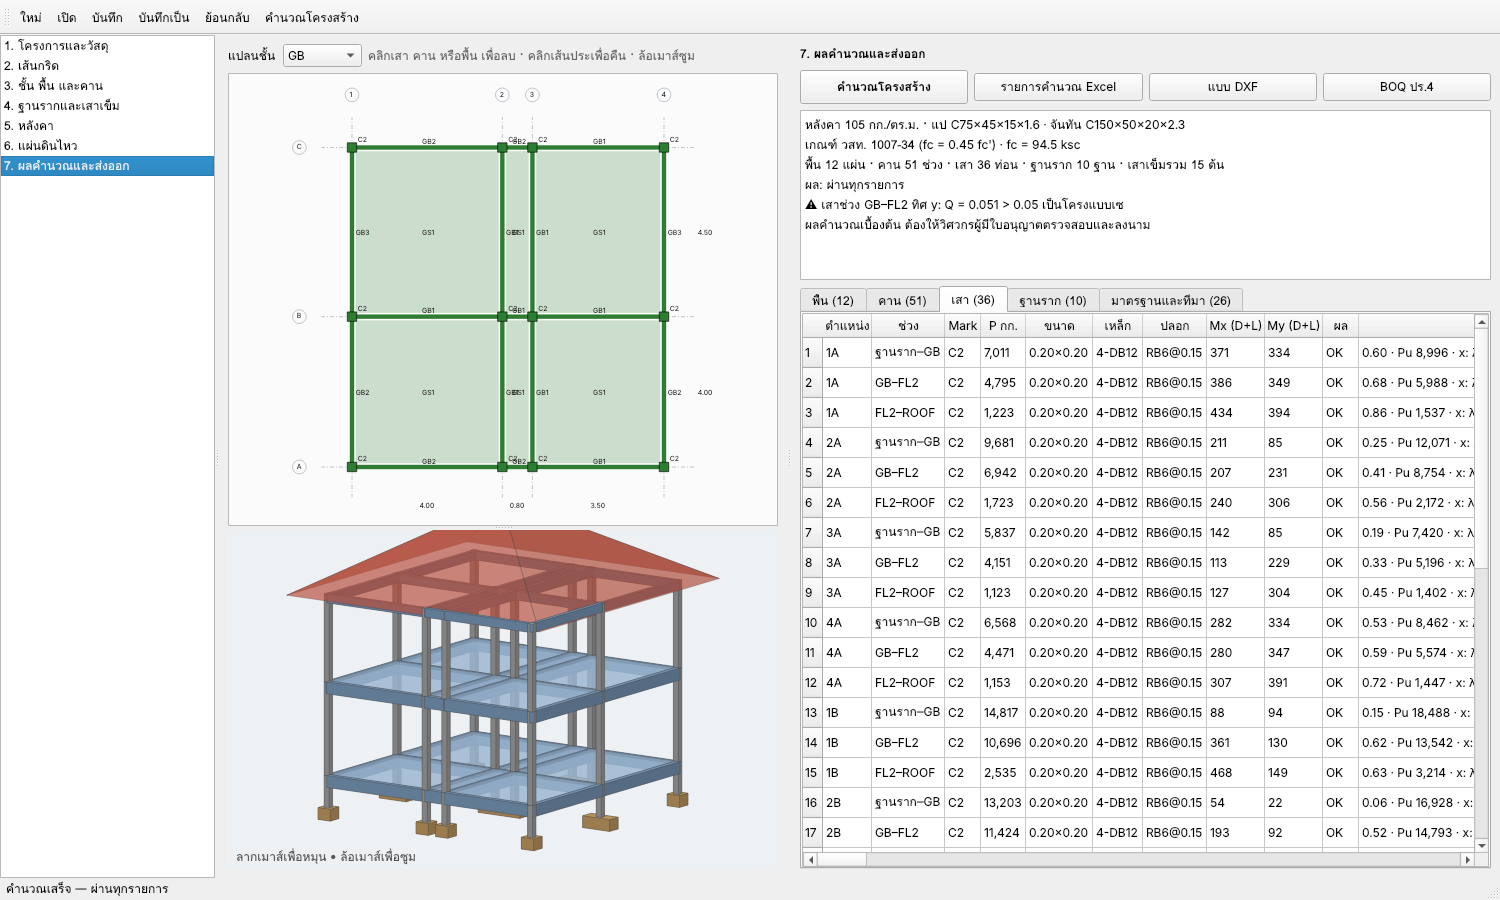 ใหม่ เปิด บันทึก บันทึกเป็น ย้อนกลับ คำนวณโครงสร้าง
1. โครงการและวัสดุ
2. เส้นกริด
3. ชั้น พื้น และคาน
4. ฐานรากและเสาเข็ม
5. หลังคา
6. แผ่นดินไหว
7. ผลคำนวณและส่งออก
แปลนชั้น GB คลิกเสา คาน หรือพื้น เพื่อลบ · คลิกเส้นประเพื่อคืน · ล้อเมาส์ซูม
1 2 3 4
C2 GB2 C2 GB2 C2 GB1 C2
C
GB3 GS1 GB1 GS1 GB3 4.50
C2 GB1 C2 GB1 C2 GB1 C2
B
GB2 GS1 GB1 GS1 GB2 4.00
C2 GB2 C2 GB2 C2 GB1 C2
A
4.00 0.80 3.50
ลากเมาส์เพื่อหมุน • ล้อเมาส์เพื่อซูม
7. ผลคำนวณและส่งออก
คำนวณโครงสร้าง รายการคำนวณ Excel แบบ DXF BOQ ปร.4
หลังคา 105 กก./ตร.ม. · แป C75×45×15×1.6 · จันทัน C150×50×20×2.3
เกณฑ์ วสท. 1007-34 (fc = 0.45 fc') · fc = 94.5 ksc
พื้น 12 แผ่น · คาน 51 ช่วง · เสา 36 ท่อน · ฐานราก 10 ฐาน · เสาเข็มรวม 15 ต้น
ผล: ผ่านทุกรายการ
⚠ เสาช่วง GB–FL2 ทิศ y: Q = 0.051 > 0.05 เป็นโครงแบบเซ
ผลคำนวณเบื้องต้น ต้องให้วิศวกรผู้มีใบอนุญาตตรวจสอบและลงนาม
พื้น (12) คาน (51) เสา (36) ฐานราก (10) มาตรฐานและที่มา (26)
ตำแหน่ง ช่วง Mark P กก. ขนาด เหล็ก ปลอก Mx (D+L) My (D+L) ผล
1 1A ฐานราก–GB C2 7,011 0.20×0.20 4-DB12 RB6@0.15 371 334 OK 0.60 · Pu 8,996 · x:
2 1A GB–FL2 C2 4,795 0.20×0.20 4-DB12 RB6@0.15 386 349 OK 0.68 · Pu 5,988 · x:
3 1A FL2–ROOF C2 1,223 0.20×0.20 4-DB12 RB6@0.15 434 394 OK 0.86 · Pu 1,537 · x: λ
4 2A ฐานราก–GB C2 9,681 0.20×0.20 4-DB12 RB6@0.15 211 85 OK 0.25 · Pu 12,071 · x:
5 2A GB–FL2 C2 6,942 0.20×0.20 4-DB12 RB6@0.15 207 231 OK 0.41 · Pu 8,754 · x: λ
6 2A FL2–ROOF C2 1,723 0.20×0.20 4-DB12 RB6@0.15 240 306 OK 0.56 · Pu 2,172 · x: λ
7 3A ฐานราก–GB C2 5,837 0.20×0.20 4-DB12 RB6@0.15 142 85 OK 0.19 · Pu 7,420 · x: λ
8 3A GB–FL2 C2 4,151 0.20×0.20 4-DB12 RB6@0.15 113 229 OK 0.33 · Pu 5,196 · x: λ
9 3A FL2–ROOF C2 1,123 0.20×0.20 4-DB12 RB6@0.15 127 304 OK 0.45 · Pu 1,402 · x: λ
10 4A ฐานราก–GB C2 6,568 0.20×0.20 4-DB12 RB6@0.15 282 334 OK 0.53 · Pu 8,462 · x:
11 4A GB–FL2 C2 4,471 0.20×0.20 4-DB12 RB6@0.15 280 347 OK 0.59 · Pu 5,574 · x:
12 4A FL2–ROOF C2 1,153 0.20×0.20 4-DB12 RB6@0.15 307 391 OK 0.72 · Pu 1,447 · x: λ
13 1B ฐานราก–GB C2 14,817 0.20×0.20 4-DB12 RB6@0.15 88 94 OK 0.15 · Pu 18,488 · x:
14 1B GB–FL2 C2 10,696 0.20×0.20 4-DB12 RB6@0.15 361 130 OK 0.62 · Pu 13,542 · x:
15 1B FL2–ROOF C2 2,535 0.20×0.20 4-DB12 RB6@0.15 468 149 OK 0.63 · Pu 3,214 · x: λ
16 2B ฐานราก–GB C2 13,203 0.20×0.20 4-DB12 RB6@0.15 54 22 OK 0.06 · Pu 16,928 · x:
17 2B GB–FL2 C2 11,424 0.20×0.20 4-DB12 RB6@0.15 193 92 OK 0.52 · Pu 14,793 · x:
คำนวณเสร็จ — ผ่านทุกรายการ